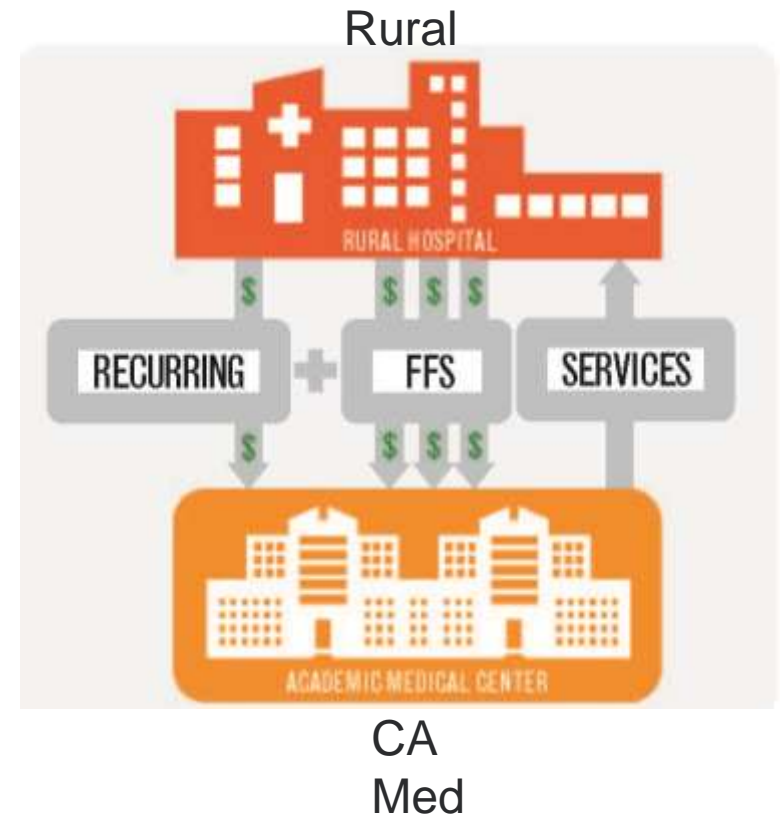 Rural
RURAL HOSPITAL
$ $ $ $
RECURRING + FFS SERVICES
$ $ $ $
ACADEMIC MEDICAL CENTER
CA
Med